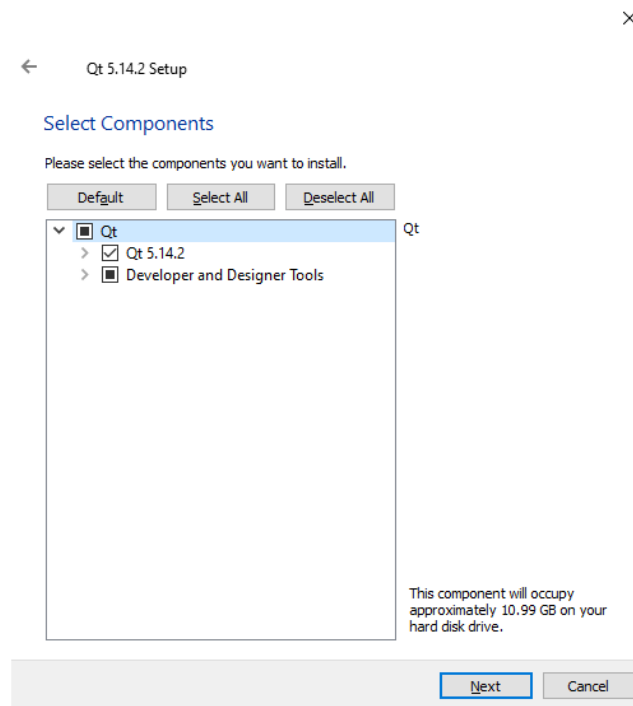 Qt 5.14.2 Setup
Select Components
Please select the components you want to install.
Default
Select All
Deselect All
Qt
Qt
Qt 5.14.2
Developer and Designer Tools
This component will occupy
approximately 10.99 GB on your
hard disk drive.
Next
Cancel